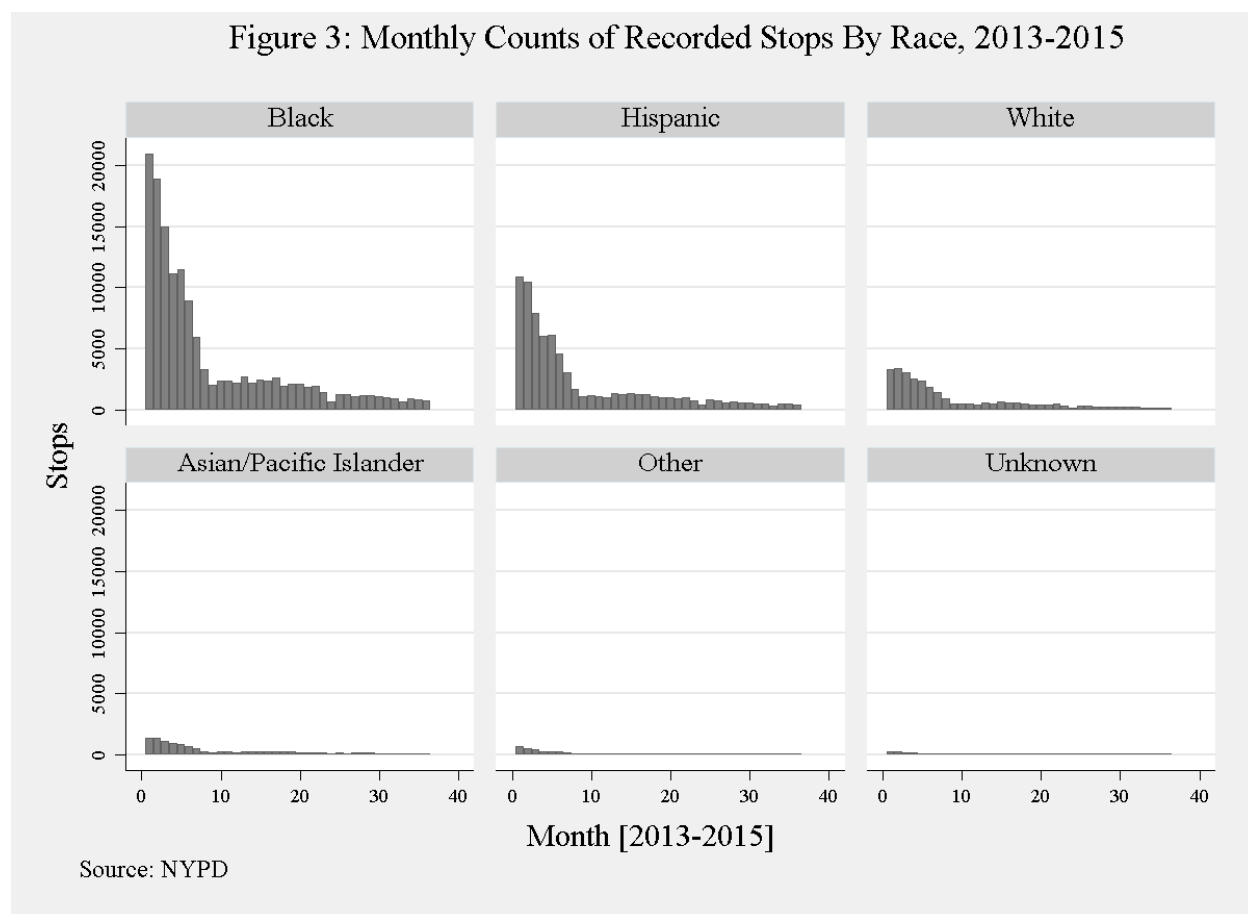 Figure 3: Monthly Counts of Recorded Stops By Race, 2013-2015
Black
Hispanic
White
20000
15000
10000
5000
0
Stops
Asian/Pacific Islander
Other
Unknown
20000
15000
10000
5000
0
0 10 20 30 40
0 10 20 30 40
0 10 20 30 40
Month [2013-2015]
Source: NYPD